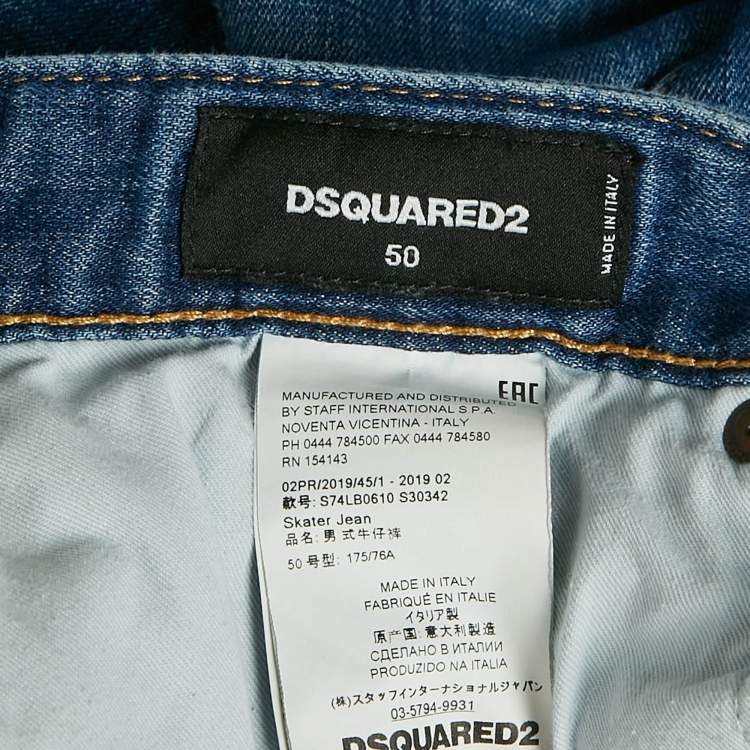 DSQUARED2
50
MADE IN ITALY
EAC
MANUFACTURED AND DISTRIBUTED
BY STAFF INTERNATIONAL S.P.A.
NOVENTA VICENTINA - ITALY
PH 0444 784500 FAX 0444 784580
RN 154143
02PR/2019/45/1 - 2019 02
款号: S74LB0610 S30342
Skater Jean
品名: 男式牛仔裤
50 号型: 175/76A
MADE IN ITALY
FABRIQUÉ EN ITALIE
イタリア製
原产国: 意大利製造
СДЕЛАНО В ИТАЛИИ
PRODUZIDO NA ITALIA
(株)スタッフインターナショナルジャパン
03-5794-9931
DSQUARED2